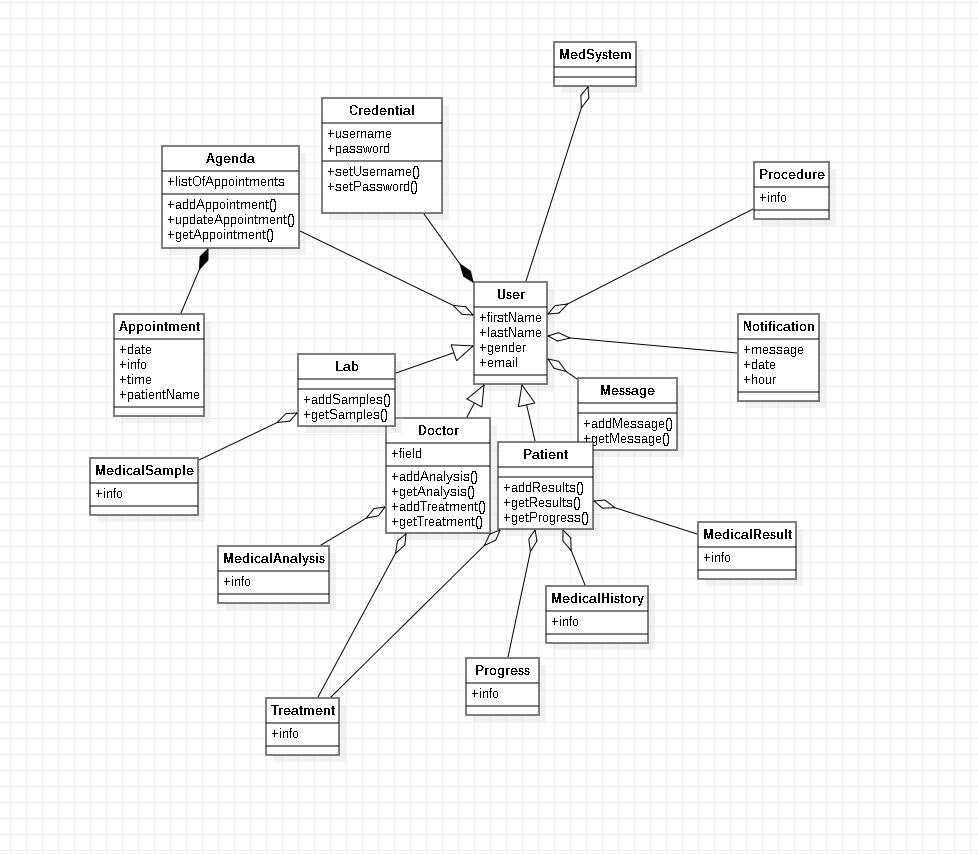 MedSystem
Credential
+username
+password
+setUsername()
+setPassword()
Agenda
+listOfAppointments
+addAppointment()
+updateAppointment()
+getAppointment()
Procedure
+info
User
+firstName
+lastName
+gender
+email
Appointment
+date
+info
+time
+patientName
Notification
+message
+date
+hour
Lab
+addSamples()
+getSamples()
Message
+addMessage()
+getMessage()
Doctor
+field
+addAnalysis()
+getAnalysis()
+addTreatment()
+getTreatment()
Patient
+addResults()
+getResults()
+getProgress()
MedicalSample
+info
MedicalResult
+info
MedicalAnalysis
+info
MedicalHistory
+info
Progress
+info
Treatment
+info